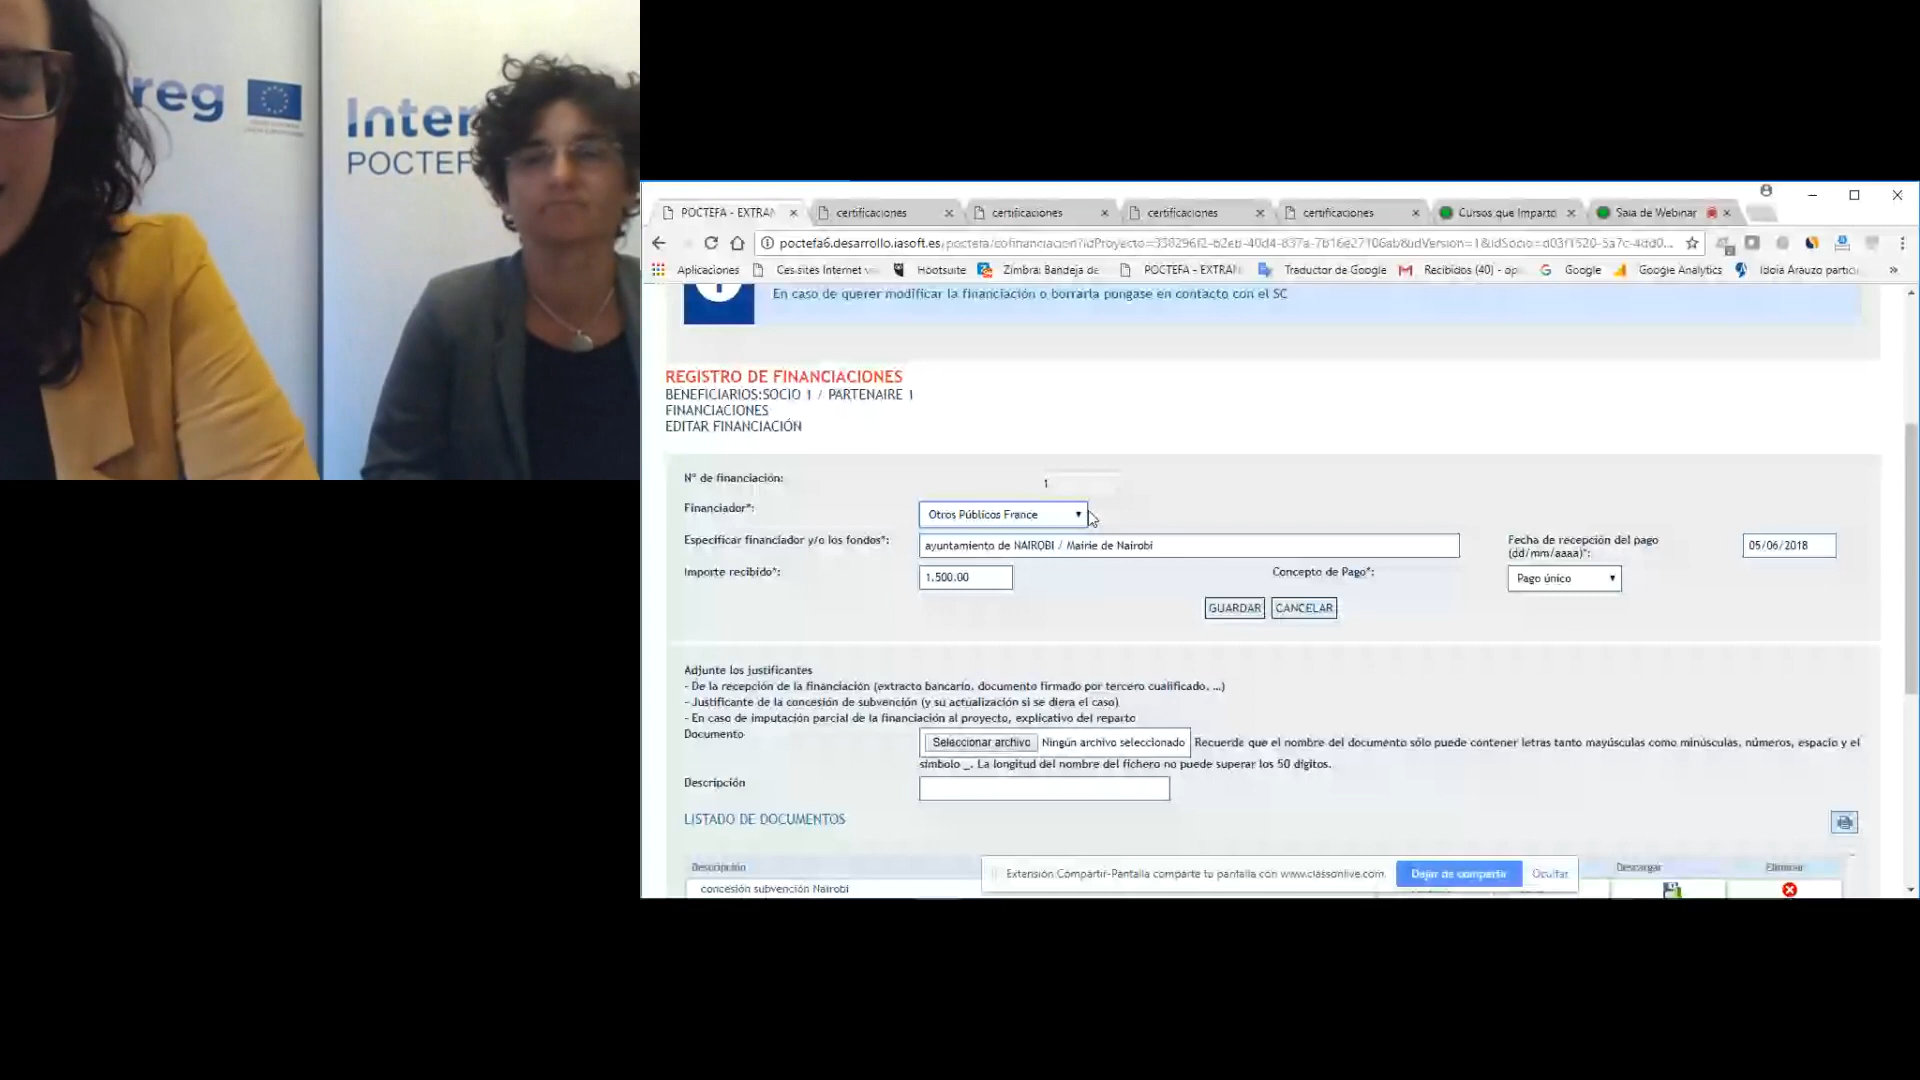 reg
Inter
POCTEF
POCTEFA - EXTRAN
certificaciones
certificaciones
certificaciones
certificaciones
Cursos que Imparto
Sala de Webinar
Aplicaciones
Ces-sites Internet
Hootsuite
Zimbra: Bandeja de
POCTEFA - EXTRAN
Traductor de Google
Recibidos (40) - op
Google
Google Analytics
Idoia Arauzo partici
»
En caso de querer modificar la financiación o borrarla pungase en contacto con el SC
REGISTRO DE FINANCIACIONES
BENEFICIARIOS:SOCIO 1 / PARTENAIRE 1
FINANCIACIONES
EDITAR FINANCIACIÓN
Nº de financiación: 1
Financiador*: Otros Públicos France
Especificar financiador y/o los fondos*: ayuntamiento de NAIROBI / Mairie de Nairobi
Fecha de recepción del pago
(dd/mm/aaaa)*: 05/06/2018
Importe recibido*: 1.500.00 Concepto de Pago*: Pago único
GUARDAR CANCELAR
Adjunte los justificantes
- De la recepción de la financiación (extracto bancario, documento firmado por tercero cualificado, ...)
- Justificante de la concesión de subvención (y su actualización si se diera el caso)
- En caso de imputación parcial de la financiación al proyecto, explicativo del reparto
Documento
Seleccionar archivo Ningún archivo seleccionado Recuerde que el nombre del documento sólo puede contener letras tanto mayúsculas como minúsculas, números, espacio y el
símbolo _. La longitud del nombre del fichero no puede superar los 50 dígitos.
Descripción
LISTADO DE DOCUMENTOS
Descripción Descargar Eliminar
Extensión Compartir-Pantalla comparte tu pantalla con www.classonlive.com. Dejar de compartir Ocultar
concesión subvención Nairobi